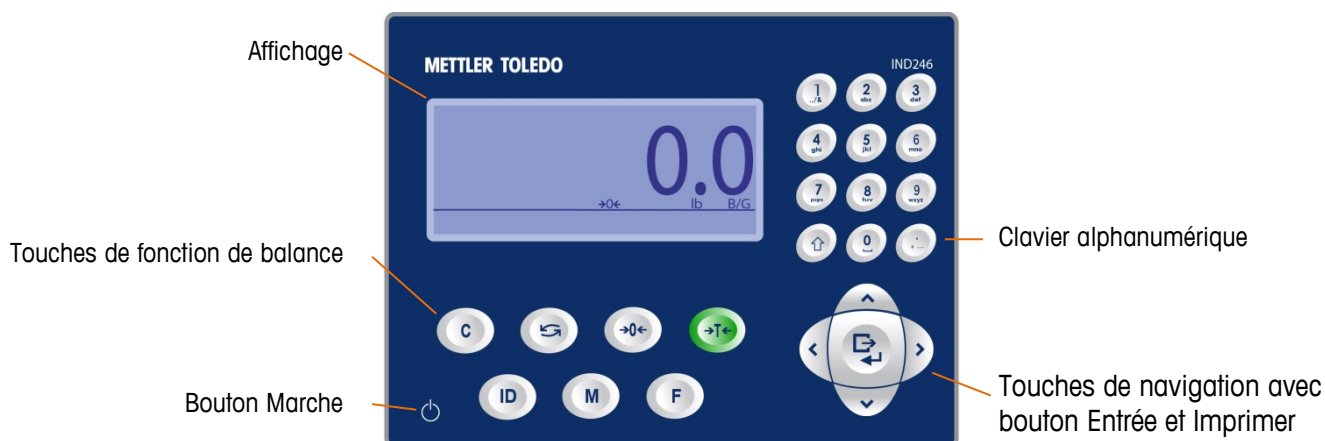 Affichage
METTLER TOLEDO
IND246
0.0
→0← lb B/G
1 ../&
2 abc
3 def
4 ghi
5 jkl
6 mno
7 pqrs
8 tuv
9 wxyz
0
Clavier alphanumérique
Touches de fonction de balance
C
→0←
→T←
Bouton Marche
ID
M
F
Touches de navigation avec
bouton Entrée et Imprimer